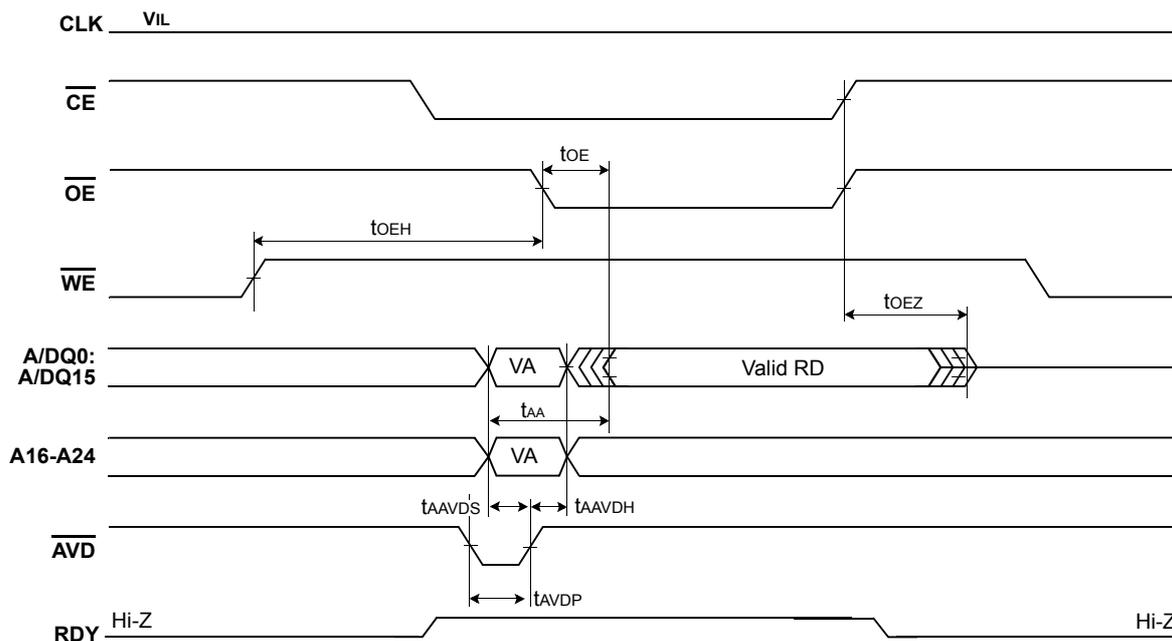 CLK VIL
CE
OE
tOE
tOEH
WE
tOEZ
A/DQ0:
A/DQ15
VA
Valid RD
tAA
A16-A24
VA
tAAVDS
tAAVDH
AVD
tAVDP
RDY
Hi-Z
Hi-Z